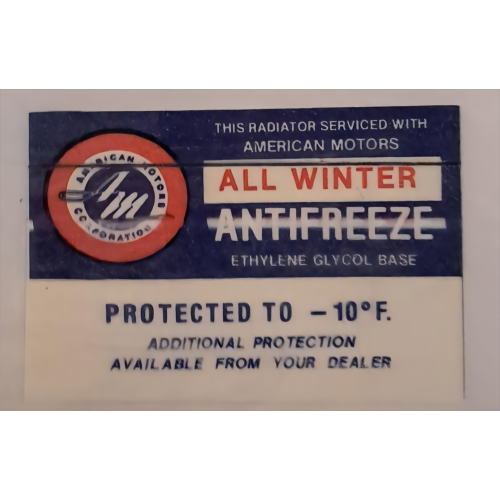 AMERICAN MOTORS
AM
CORPORATION
THIS RADIATOR SERVICED WITH
AMERICAN MOTORS
ALL WINTER
ANTIFREEZE
ETHYLENE GLYCOL BASE
PROTECTED TO -10°F.
ADDITIONAL PROTECTION
AVAILABLE FROM YOUR DEALER